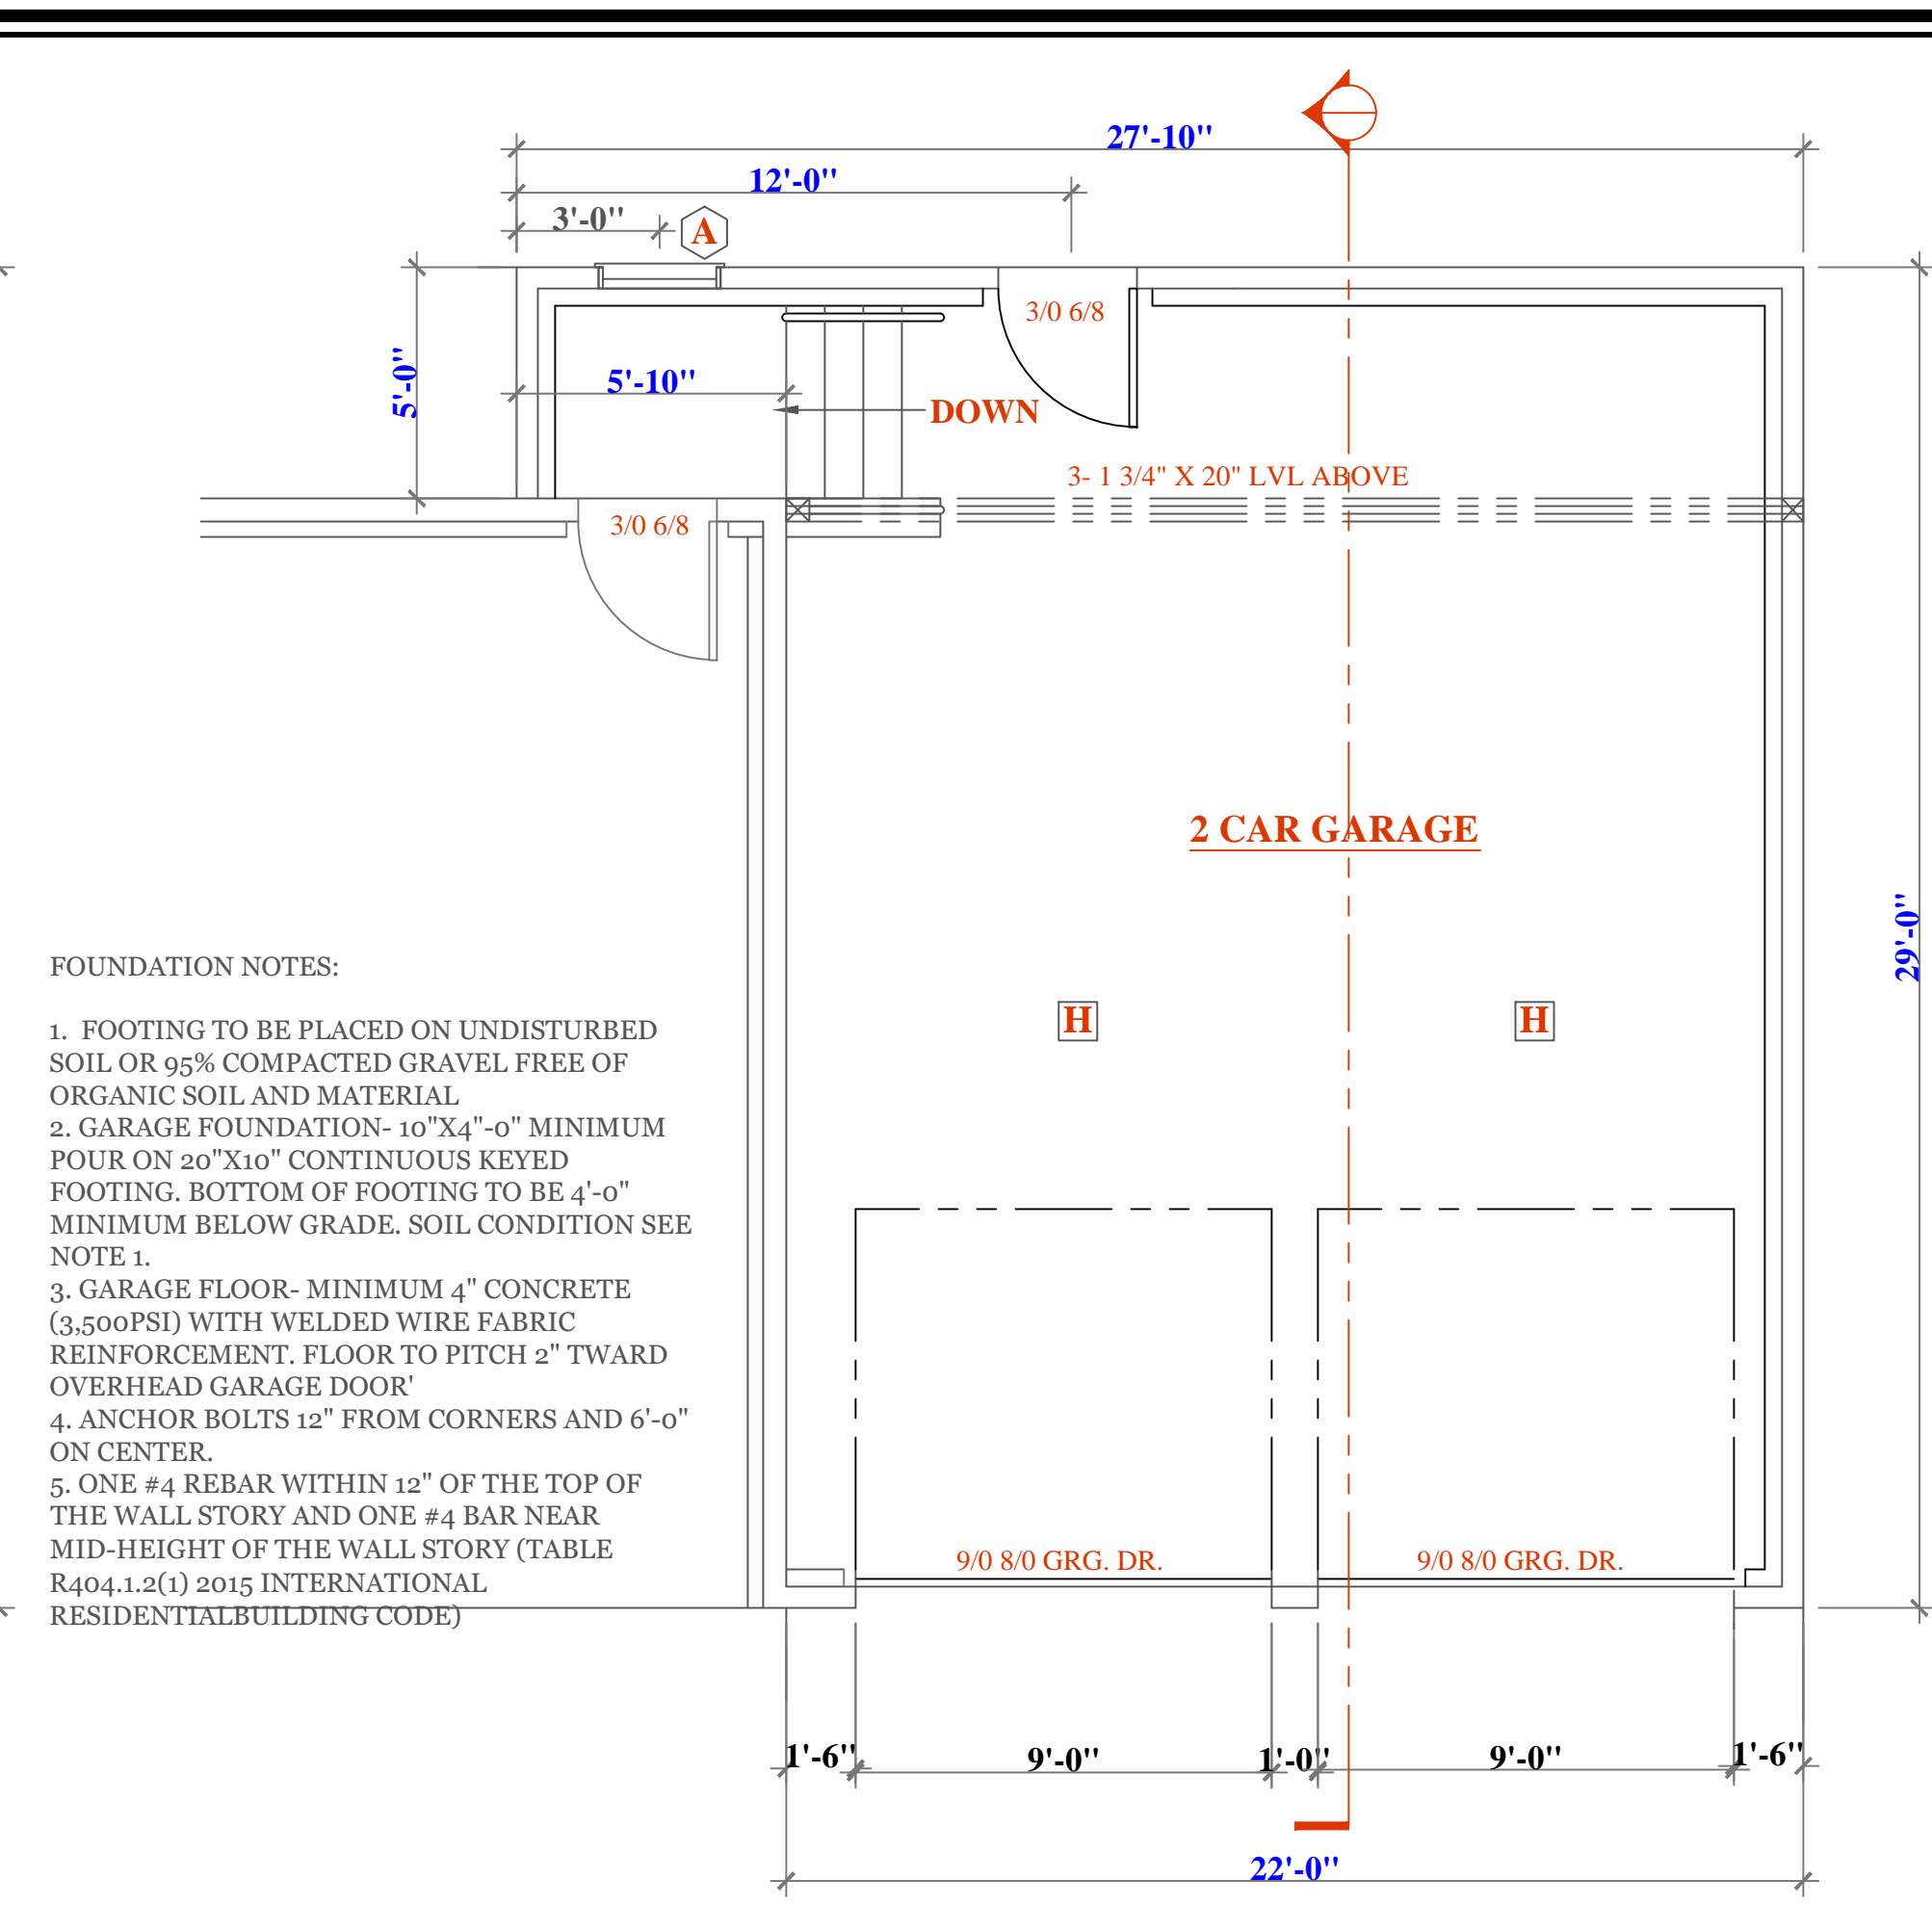 27'-10"
12'-0"
3'-0"
A
3/0 6/8
5'-0"
5'-10"
DOWN
3- 1 3/4" X 20" LVL ABOVE
3/0 6/8
2 CAR GARAGE
29'-0"
H
H
FOUNDATION NOTES:
1. FOOTING TO BE PLACED ON UNDISTURBED
SOIL OR 95% COMPACTED GRAVEL FREE OF
ORGANIC SOIL AND MATERIAL
2. GARAGE FOUNDATION- 10"X4"-0" MINIMUM
POUR ON 20"X10" CONTINUOUS KEYED
FOOTING. BOTTOM OF FOOTING TO BE 4'-0"
MINIMUM BELOW GRADE. SOIL CONDITION SEE
NOTE 1.
3. GARAGE FLOOR- MINIMUM 4" CONCRETE
(3,500PSI) WITH WELDED WIRE FABRIC
REINFORCEMENT. FLOOR TO PITCH 2" TWARD
OVERHEAD GARAGE DOOR'
4. ANCHOR BOLTS 12" FROM CORNERS AND 6'-0"
ON CENTER.
5. ONE #4 REBAR WITHIN 12" OF THE TOP OF
THE WALL STORY AND ONE #4 BAR NEAR
MID-HEIGHT OF THE WALL STORY (TABLE
R404.1.2(1) 2015 INTERNATIONAL
RESIDENTIALBUILDING CODE)
9/0 8/0 GRG. DR.
9/0 8/0 GRG. DR.
1'-6"
9'-0"
1'-0"
9'-0"
1'-6"
22'-0"